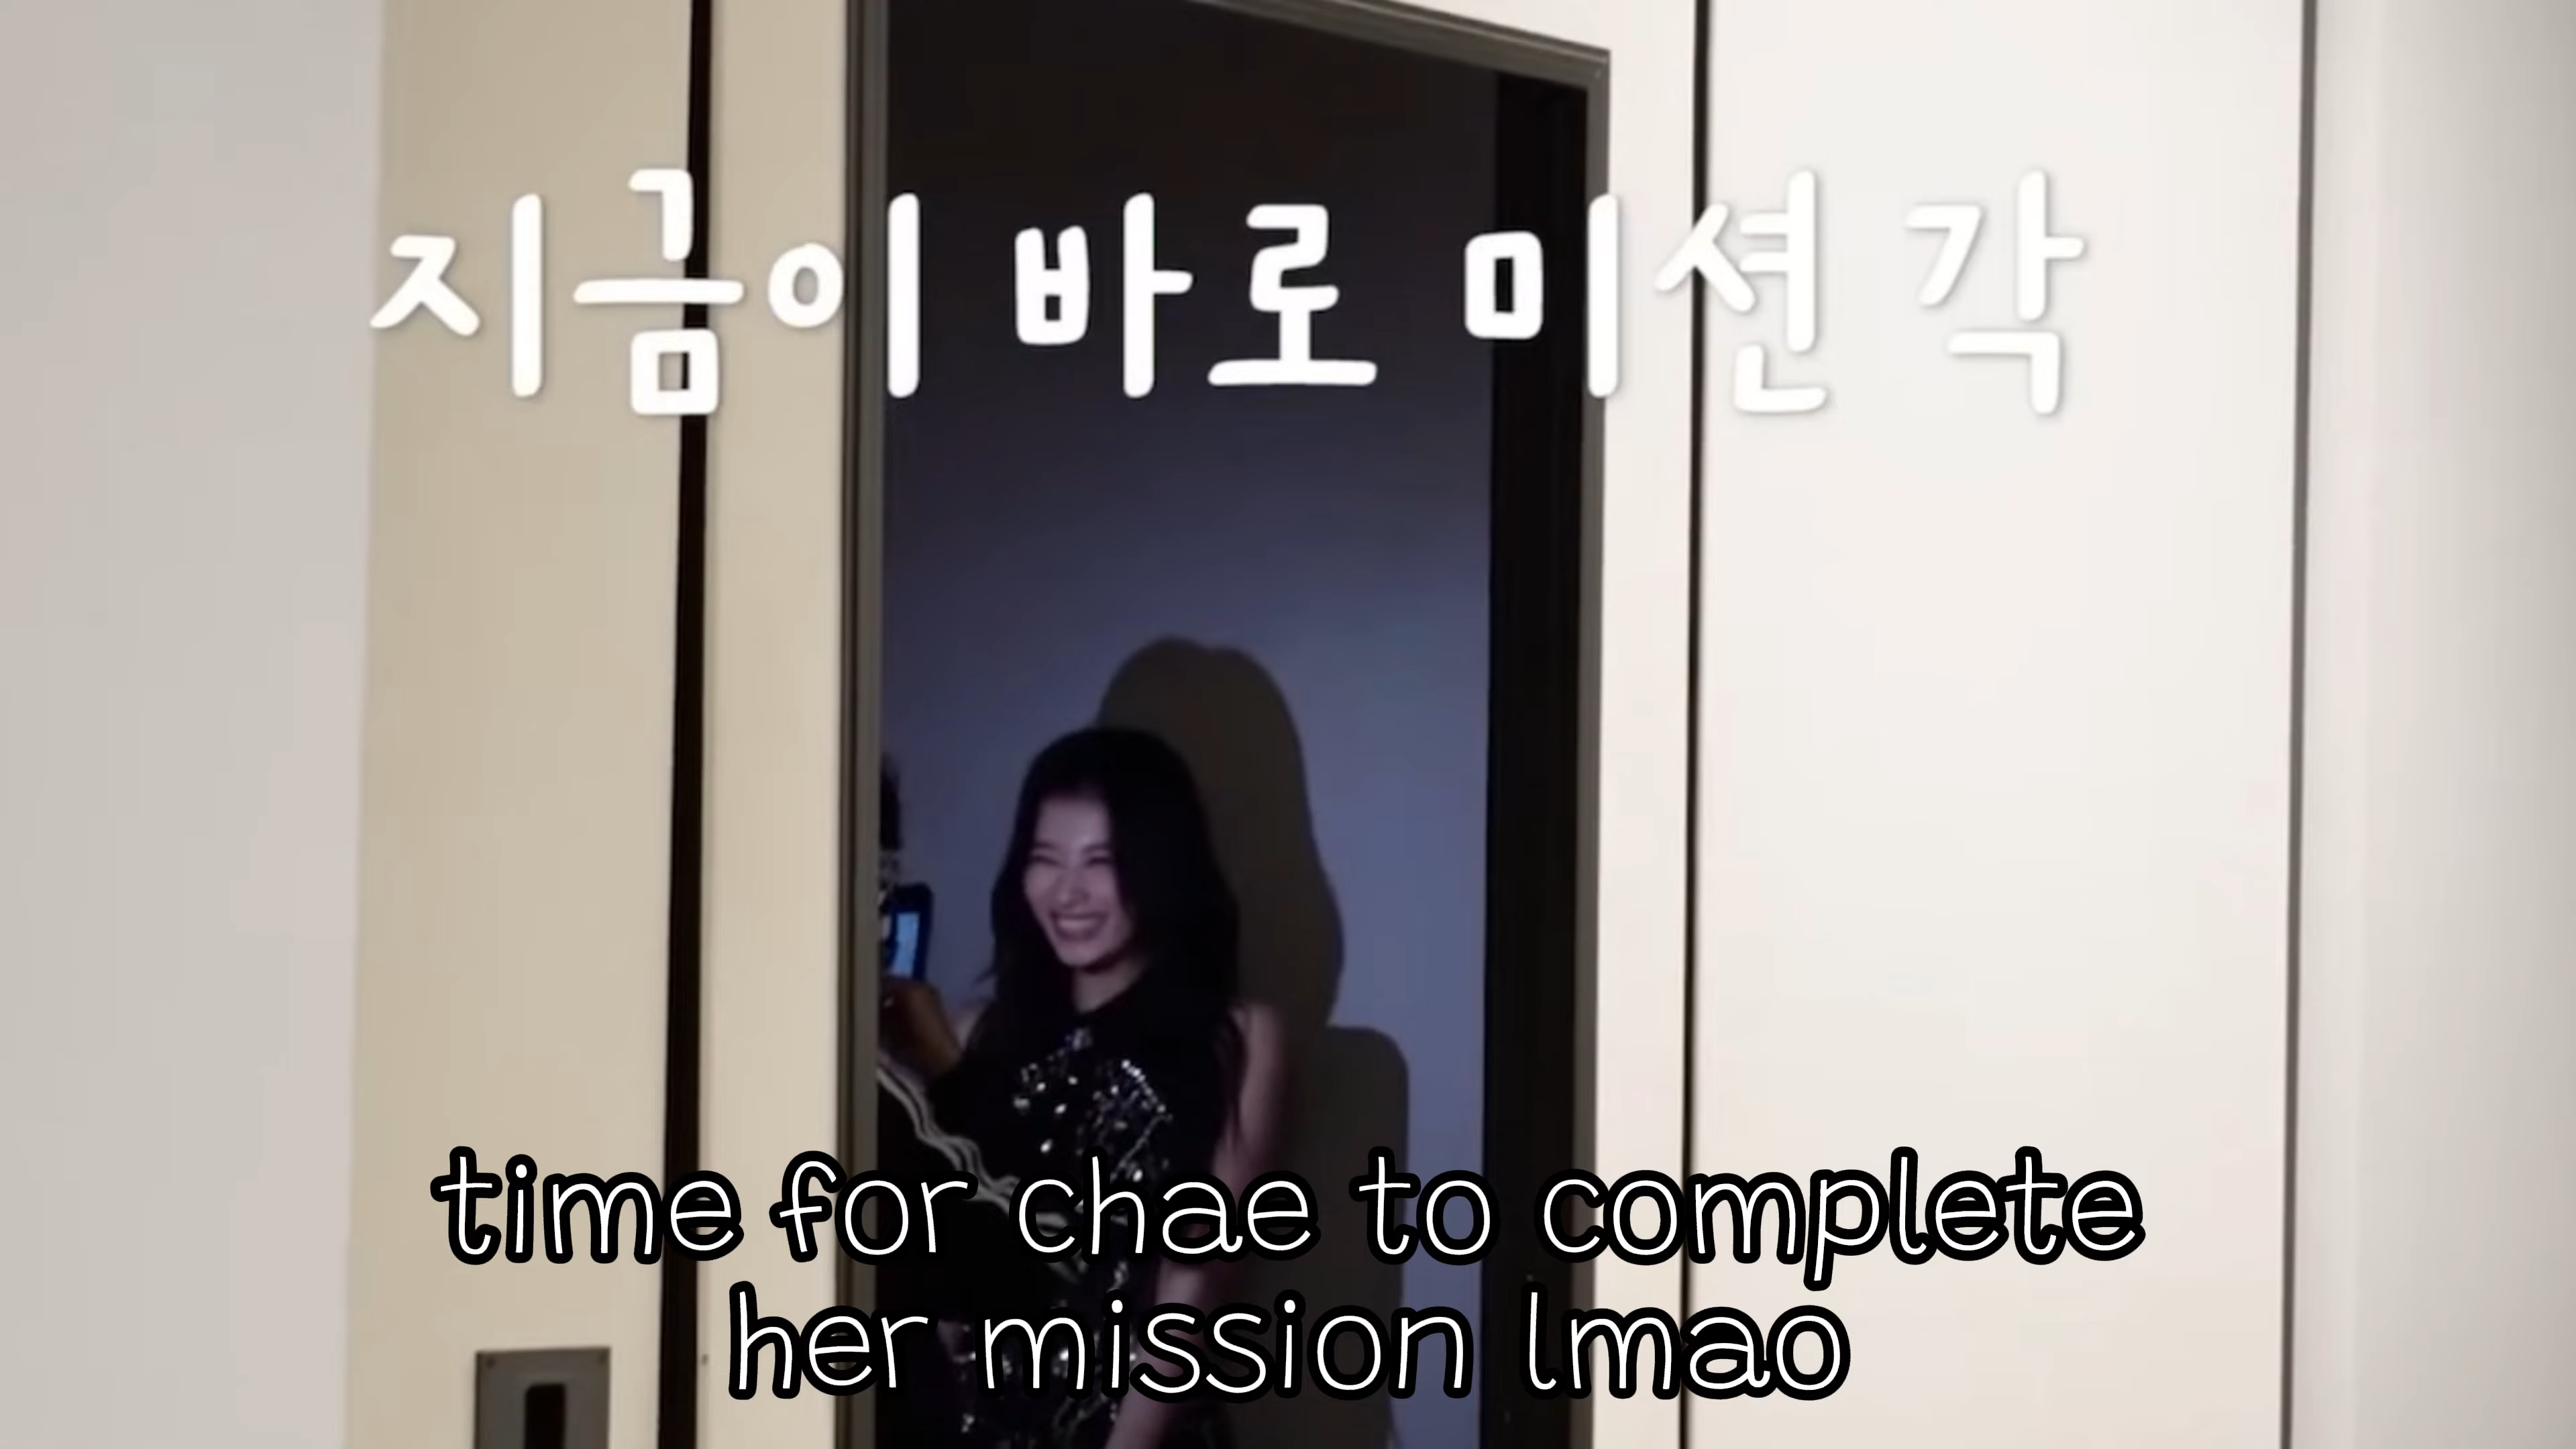 지금이 바로 미션각
time for chae to complete
her mission lmao